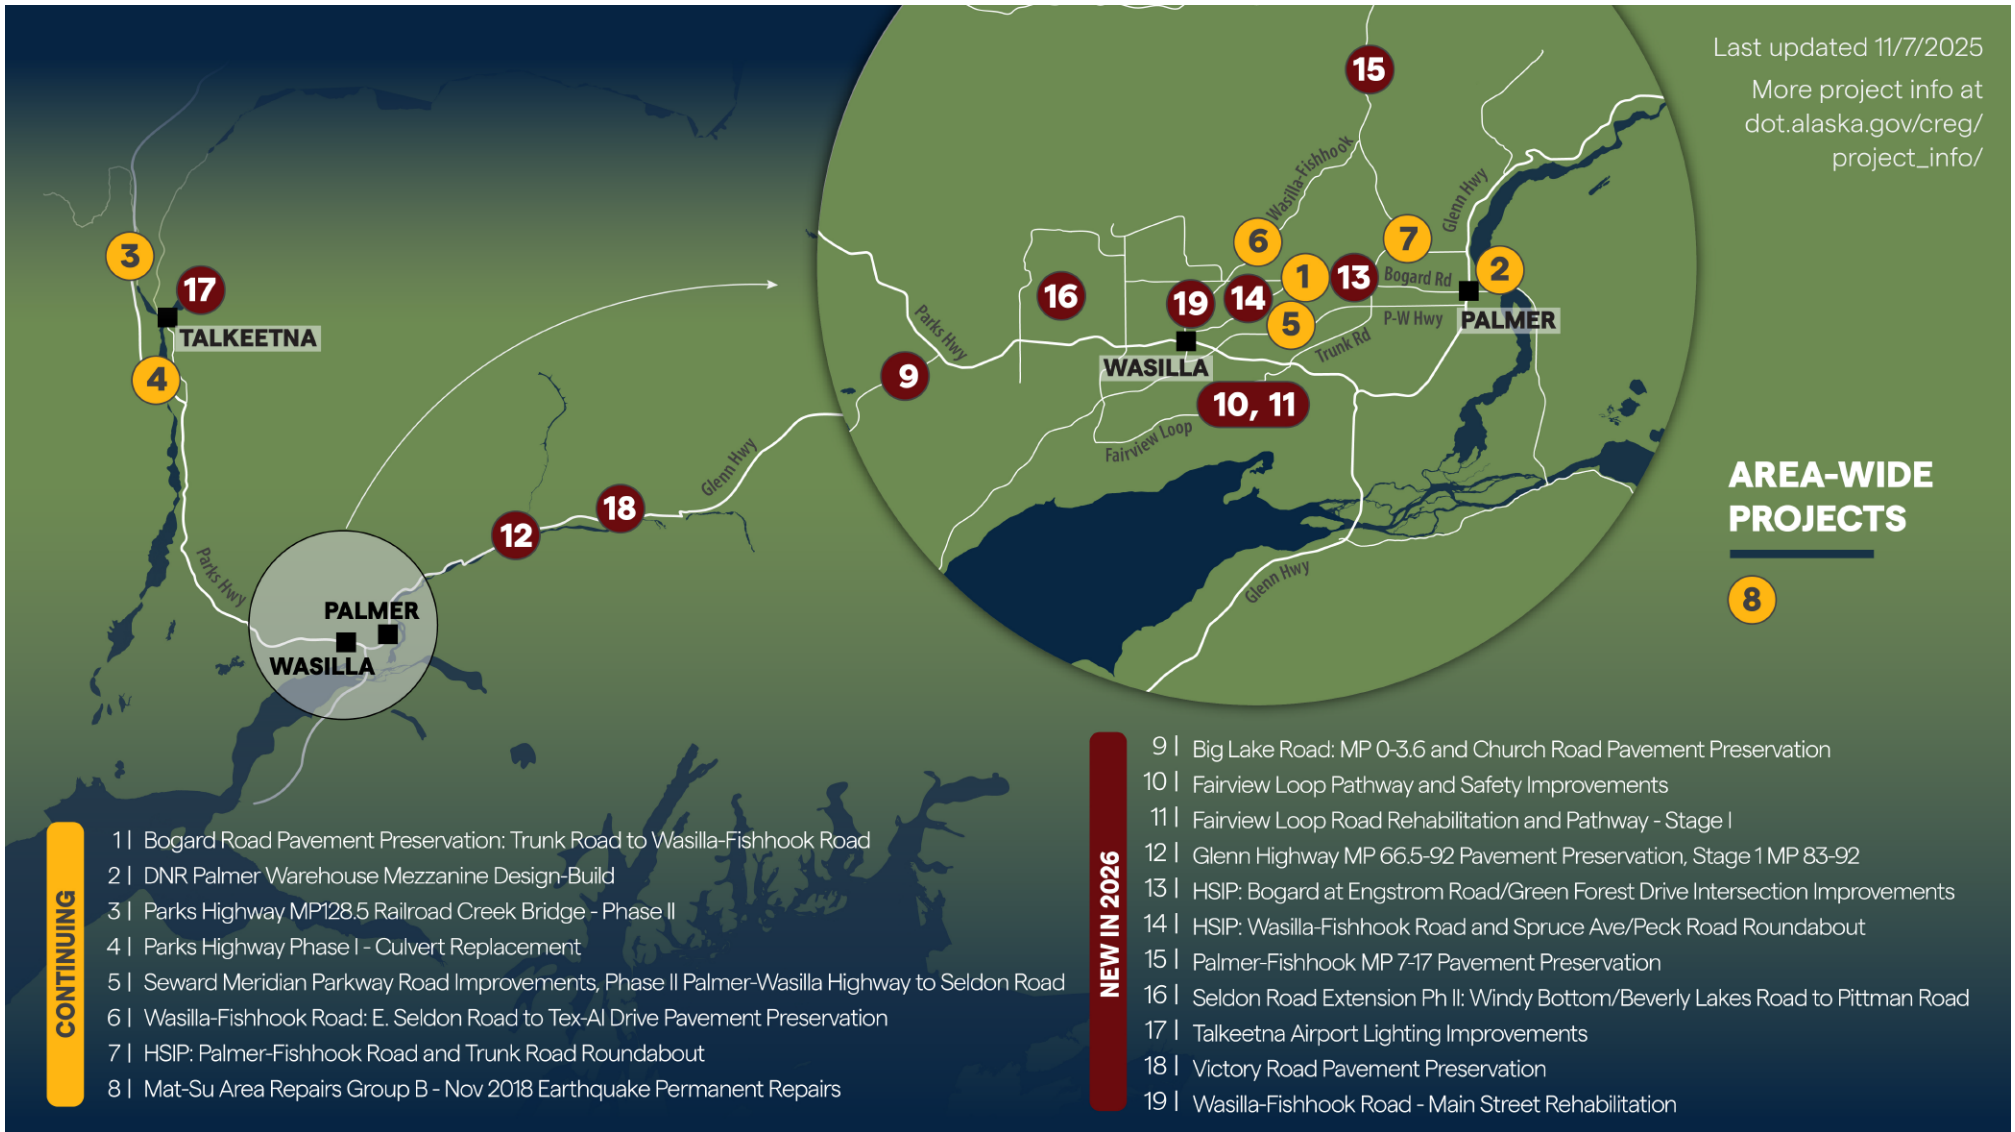 Last updated 11/7/2025
More project info at
dot.alaska.gov/creg/
project_info/
15
Wasilla-Fishhook
Glenn Hwy
6
7
2
1
13
Bogard Rd
16
19
14
5
P-W Hwy
PALMER
Trunk Rd
Parks Hwy
WASILLA
9
10, 11
Fairview Loop
Glenn Hwy
3
17
TALKEETNA
4
Glenn Hwy
18
12
Parks Hwy
PALMER
WASILLA
AREA-WIDE
PROJECTS
8
CONTINUING
1 | Bogard Road Pavement Preservation: Trunk Road to Wasilla-Fishhook Road
2 | DNR Palmer Warehouse Mezzanine Design-Build
3 | Parks Highway MP128.5 Railroad Creek Bridge - Phase II
4 | Parks Highway Phase I - Culvert Replacement
5 | Seward Meridian Parkway Road Improvements, Phase II Palmer-Wasilla Highway to Seldon Road
6 | Wasilla-Fishhook Road: E. Seldon Road to Tex-Al Drive Pavement Preservation
7 | HSIP: Palmer-Fishhook Road and Trunk Road Roundabout
8 | Mat-Su Area Repairs Group B - Nov 2018 Earthquake Permanent Repairs
NEW IN 2026
9 | Big Lake Road: MP 0-3.6 and Church Road Pavement Preservation
10 | Fairview Loop Pathway and Safety Improvements
11 | Fairview Loop Road Rehabilitation and Pathway - Stage I
12 | Glenn Highway MP 66.5-92 Pavement Preservation, Stage 1 MP 83-92
13 | HSIP: Bogard at Engstrom Road/Green Forest Drive Intersection Improvements
14 | HSIP: Wasilla-Fishhook Road and Spruce Ave/Peck Road Roundabout
15 | Palmer-Fishhook MP 7-17 Pavement Preservation
16 | Seldon Road Extension Ph II: Windy Bottom/Beverly Lakes Road to Pittman Road
17 | Talkeetna Airport Lighting Improvements
18 | Victory Road Pavement Preservation
19 | Wasilla-Fishhook Road - Main Street Rehabilitation